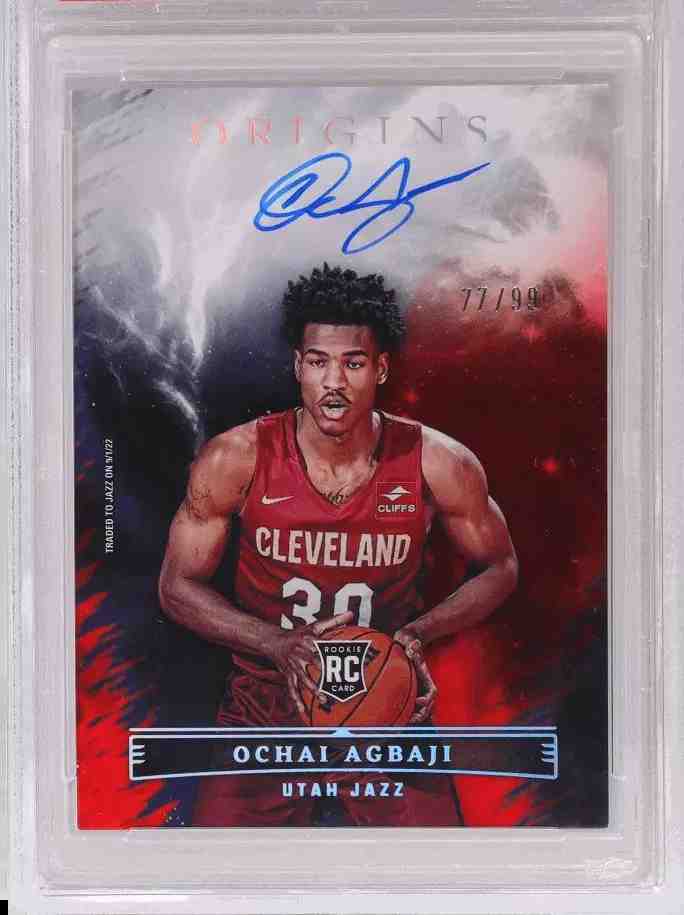 ORIGINS
77/99
TRADED TO JAZZ ON 9/1/22
CLIFFS
CLEVELAND
30
ROOKIE
RC
CARD
OCHAI AGBAJI
UTAH JAZZ